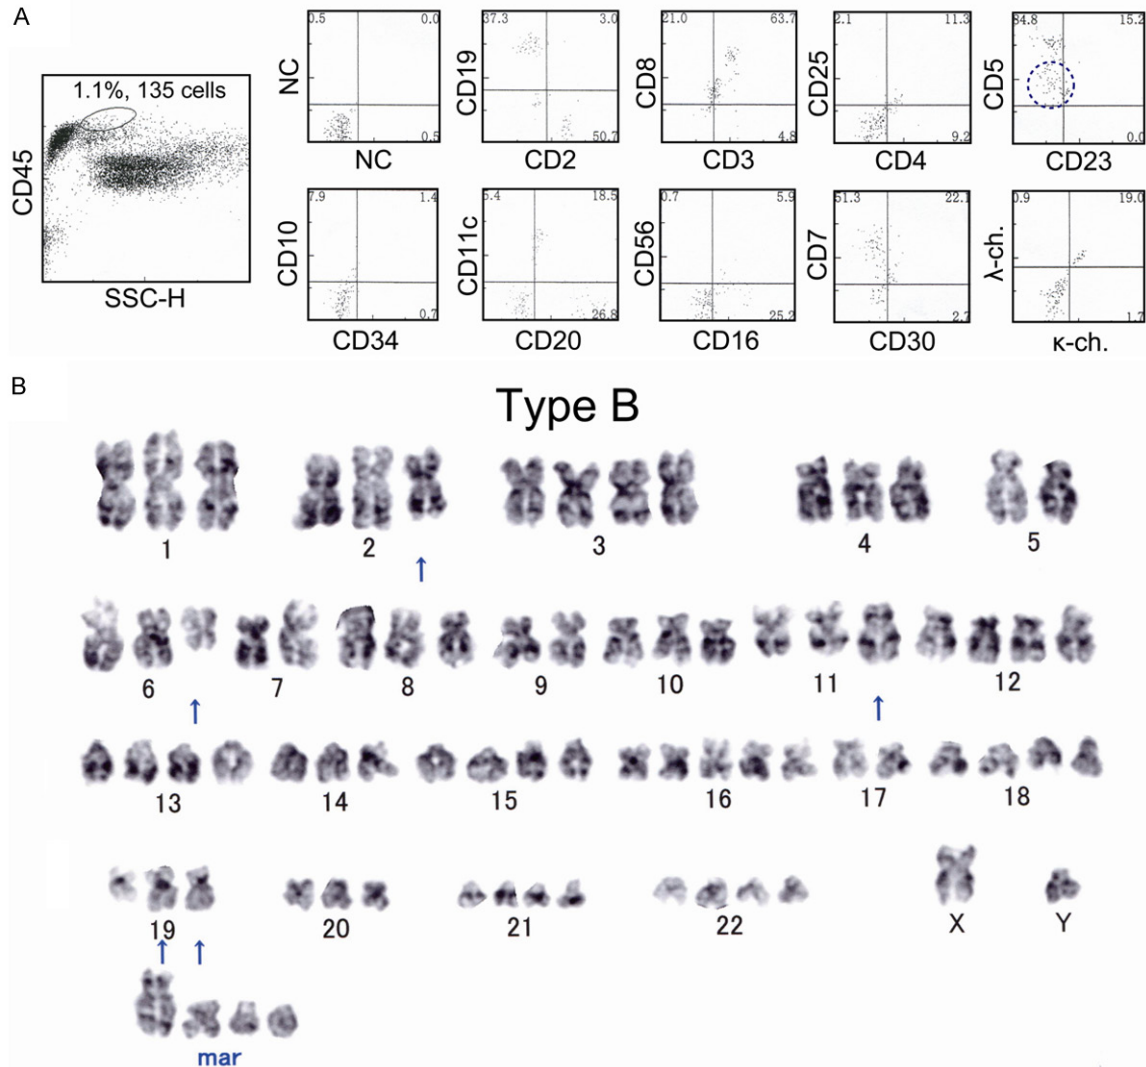 A
1.1%, 135 cells
CD45
SSC-H
0.5 0.0
NC
0.5
NC
37.3 3.0
CD19
50.7
CD2
21.0 63.7
CD8
4.8
CD3
2.1 11.3
CD25
9.2
CD4
84.8 15.2
CD5
0.0
CD23
7.9 1.4
CD10
0.7
CD34
5.4 18.5
CD11c
26.8
CD20
0.7 5.9
CD56
25.2
CD16
51.3 22.1
CD7
2.7
CD30
0.9 19.0
λ-ch.
1.7
κ-ch.
B
Type B
1 2 3 4 5
↑
6 7 8 9 10 11 12
↑ ↑
13 14 15 16 17 18
19 20 21 22 X Y
↑ ↑
mar